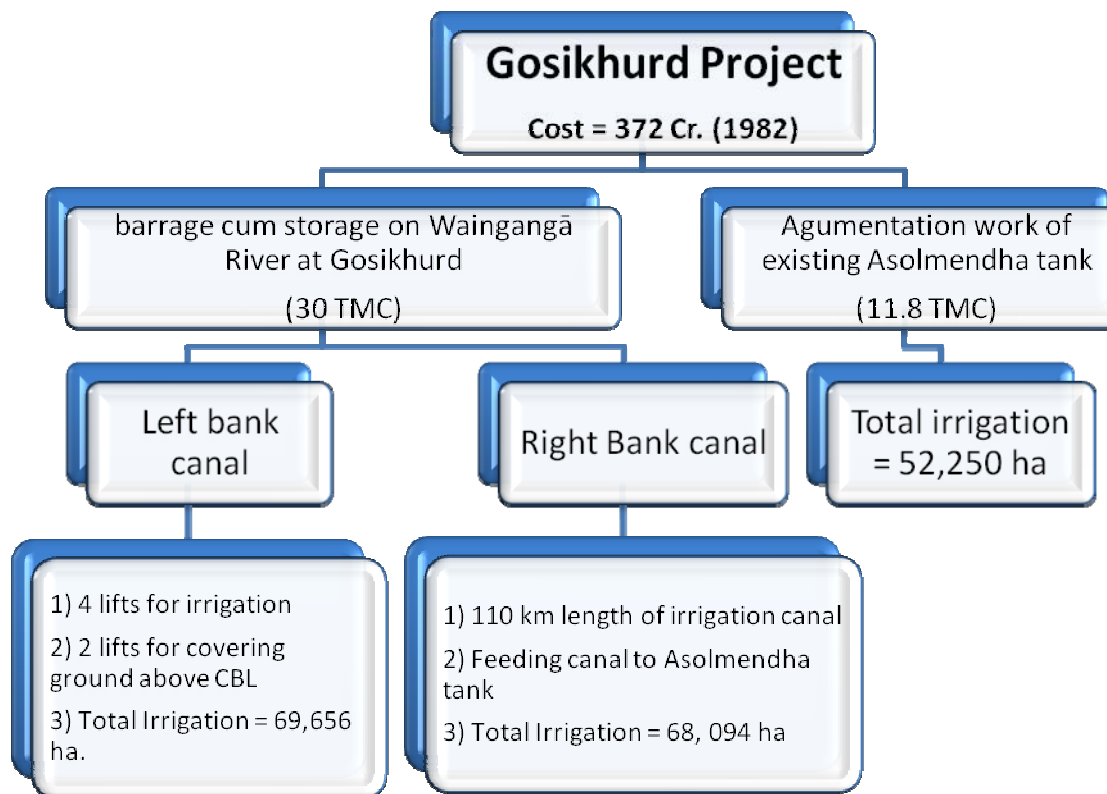 Gosikhurd Project
Cost = 372 Cr. (1982)
barrage cum storage on Waingangā
River at Gosikhurd
(30 TMC)
Agumentation work of
existing Asolmendha tank
(11.8 TMC)
Left bank
canal
Right Bank canal
Total irrigation
= 52,250 ha
1) 4 lifts for irrigation
2) 2 lifts for covering
ground above CBL
3) Total Irrigation = 69,656
ha.
1) 110 km length of irrigation canal
2) Feeding canal to Asolmendha
tank
3) Total Irrigation = 68, 094 ha